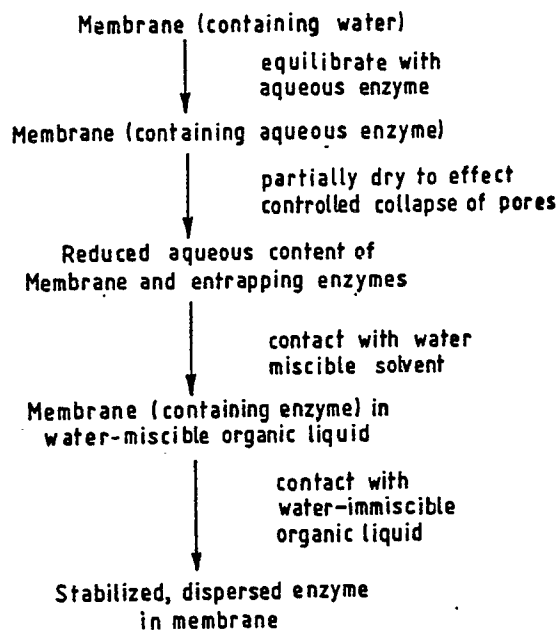 Membrane (containing water)
equilibrate with
aqueous enzyme
Membrane (containing aqueous enzyme)
partially dry to effect
controlled collapse of pores
Reduced aqueous content of
Membrane and entrapping enzymes
contact with water
miscible solvent
Membrane (containing enzyme) in
water-miscible organic liquid
contact with
water-immiscible
organic liquid
Stabilized, dispersed enzyme
in membrane